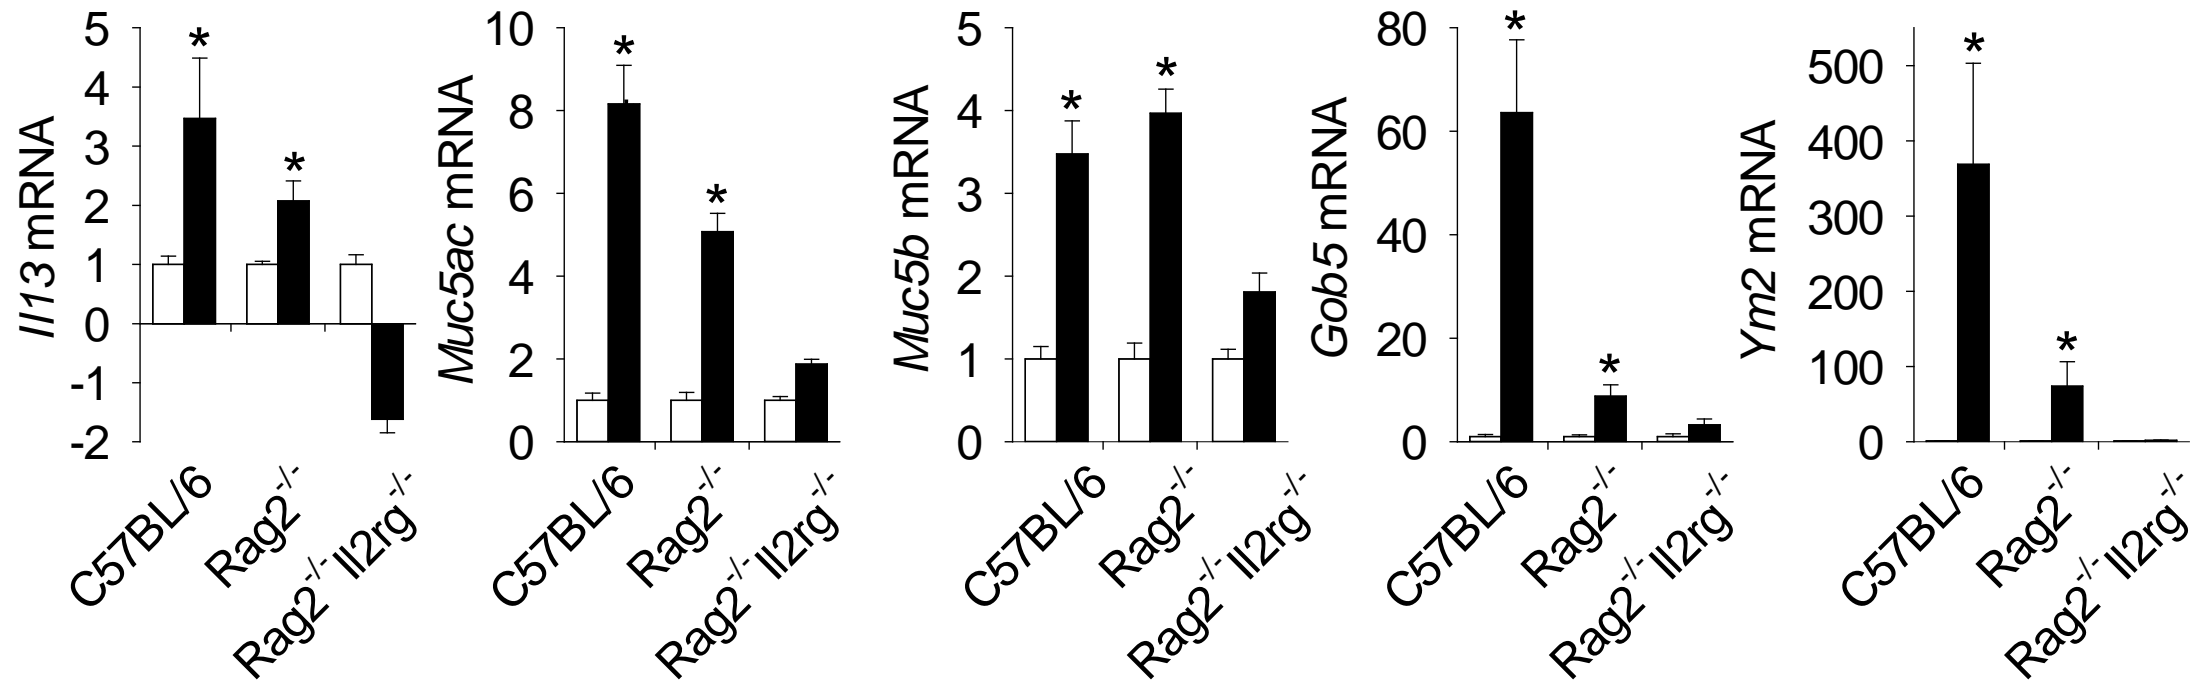 Il13 mRNA
5
4
3
2
1
0
-1
-2
*
*
C57BL/6
Rag2-/-
Rag2-/-Il2rg-/-
Muc5ac mRNA
10
8
6
4
2
0
*
*
C57BL/6
Rag2-/-
Rag2-/-Il2rg-/-
Muc5b mRNA
5
4
3
2
1
0
*
*
C57BL/6
Rag2-/-
Rag2-/-Il2rg-/-
Gob5 mRNA
80
60
40
20
0
*
*
C57BL/6
Rag2-/-
Rag2-/-Il2rg-/-
Ym2 mRNA
500
400
300
200
100
0
*
*
C57BL/6
Rag2-/-
Rag2-/-Il2rg-/-